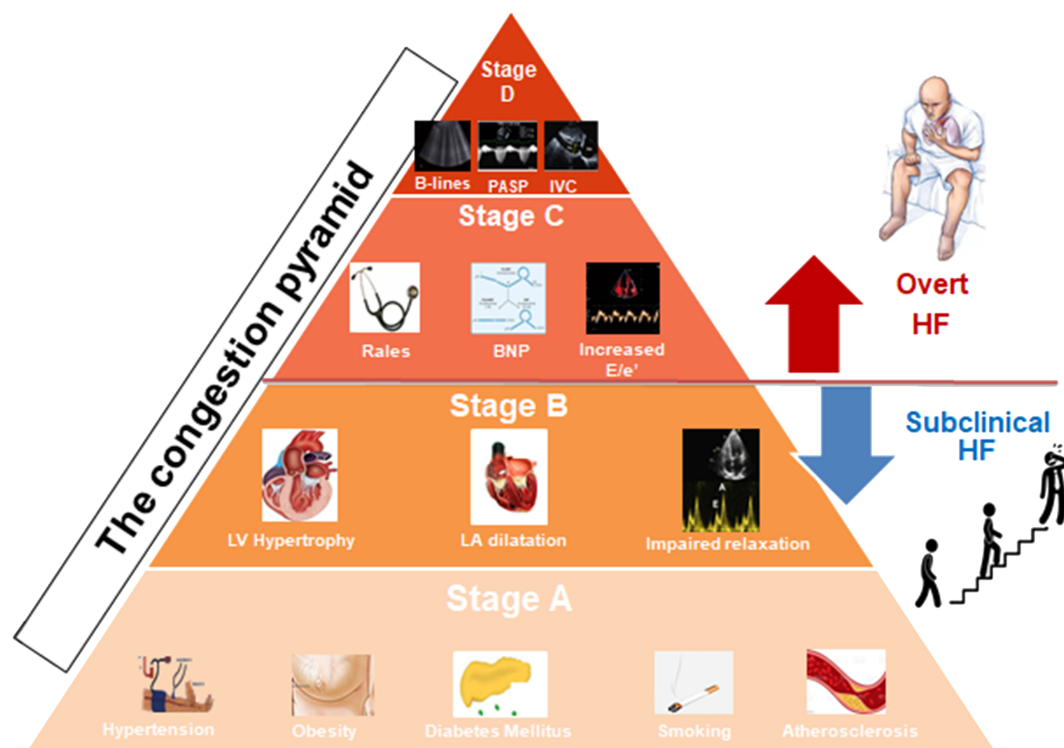 The congestion pyramid
Stage
D
B-lines PASP IVC
Stage C
Rales BNP Increased
E/e’
Overt
HF
Stage B
A
E
LV Hypertrophy LA dilatation Impaired relaxation
Subclinical
HF
Stage A
Hypertension Obesity Diabetes Mellitus Smoking Atherosclerosis